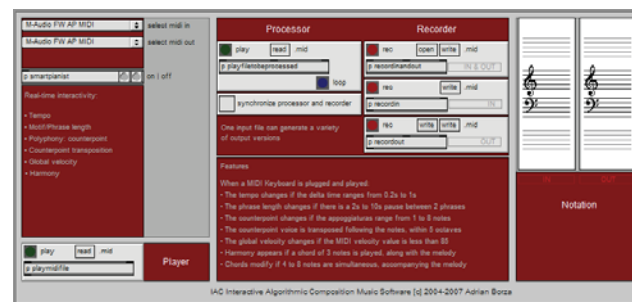 M-Audio FW AP MIDI
select midi in
M-Audio FW AP MIDI
select midi out
p smartpianist
on | off
Real-time interactivity:
• Tempo
• Motif/Phrase length
• Polyphony: counterpoint
• Counterpoint transposition
• Global velocity
• Harmony
play
read
.mid
p playmidifile
Player
Processor
play
read
.mid
p playfiletobeprocessed
loop
synchronize processor and recorder
One input file can generate a variety
of output versions
Recorder
rec
open
write
.mid
p recordinandout
IN & OUT
rec
write
.mid
p recordin
IN
rec
write
write
.mid
p recordout
OUT
Features
When a MIDI Keyboard is plugged and played:
• The tempo changes if the delta time ranges from 0.2s to 1s
• The phrase length changes if there is a 2s to 10s pause between 2 phrases
• The counterpoint changes if the appoggiaturas range from 1 to 8 notes
• The counterpoint voice is transposed following the notes, within 5 octaves
• The global velocity changes if the MIDI velocity value is less than 85
• Harmony appears if a chord of 3 notes is played, along with the melody
• Chords modify if 4 to 8 notes are simultaneous, accompanying the melody
IN
OUT
Notation
IAC Interactive Algorithmic Composition Music Software [c] 2004-2007 Adrian Borza